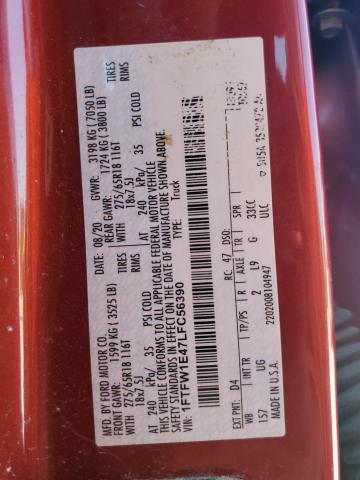 MFD. BY FORD MOTOR CO.
08/20 GVWR: 3198 KG (7050 LB)
FRONT GAWR: 1599 KG (3525 LB) REAR GAWR: 1724 KG (3800 LB)
WITH 275/65R18 116T TIRES
18x7.5J RIMS
AT 240 kPa/ 35 PSI COLD
WITH 275/65R18 116T TIRES
18x7.5J RIMS
AT 240 kPa/ 35 PSI COLD
THIS VEHICLE CONFORMS TO ALL APPLICABLE FEDERAL MOTOR VEHICLE
SAFETY STANDARDS IN EFFECT ON THE DATE OF MANUFACTURE SHOWN ABOVE.
VIN: 1FTFW1E47LFC56390
TYPE: Truck
EXT PNT: D4 RC: 47 DSO:
WB INT TR TP/PS R AXLE TR SPR
157 UG 2 L9 G 33CC
MADE IN U.S.A. 2202008104947 ULC